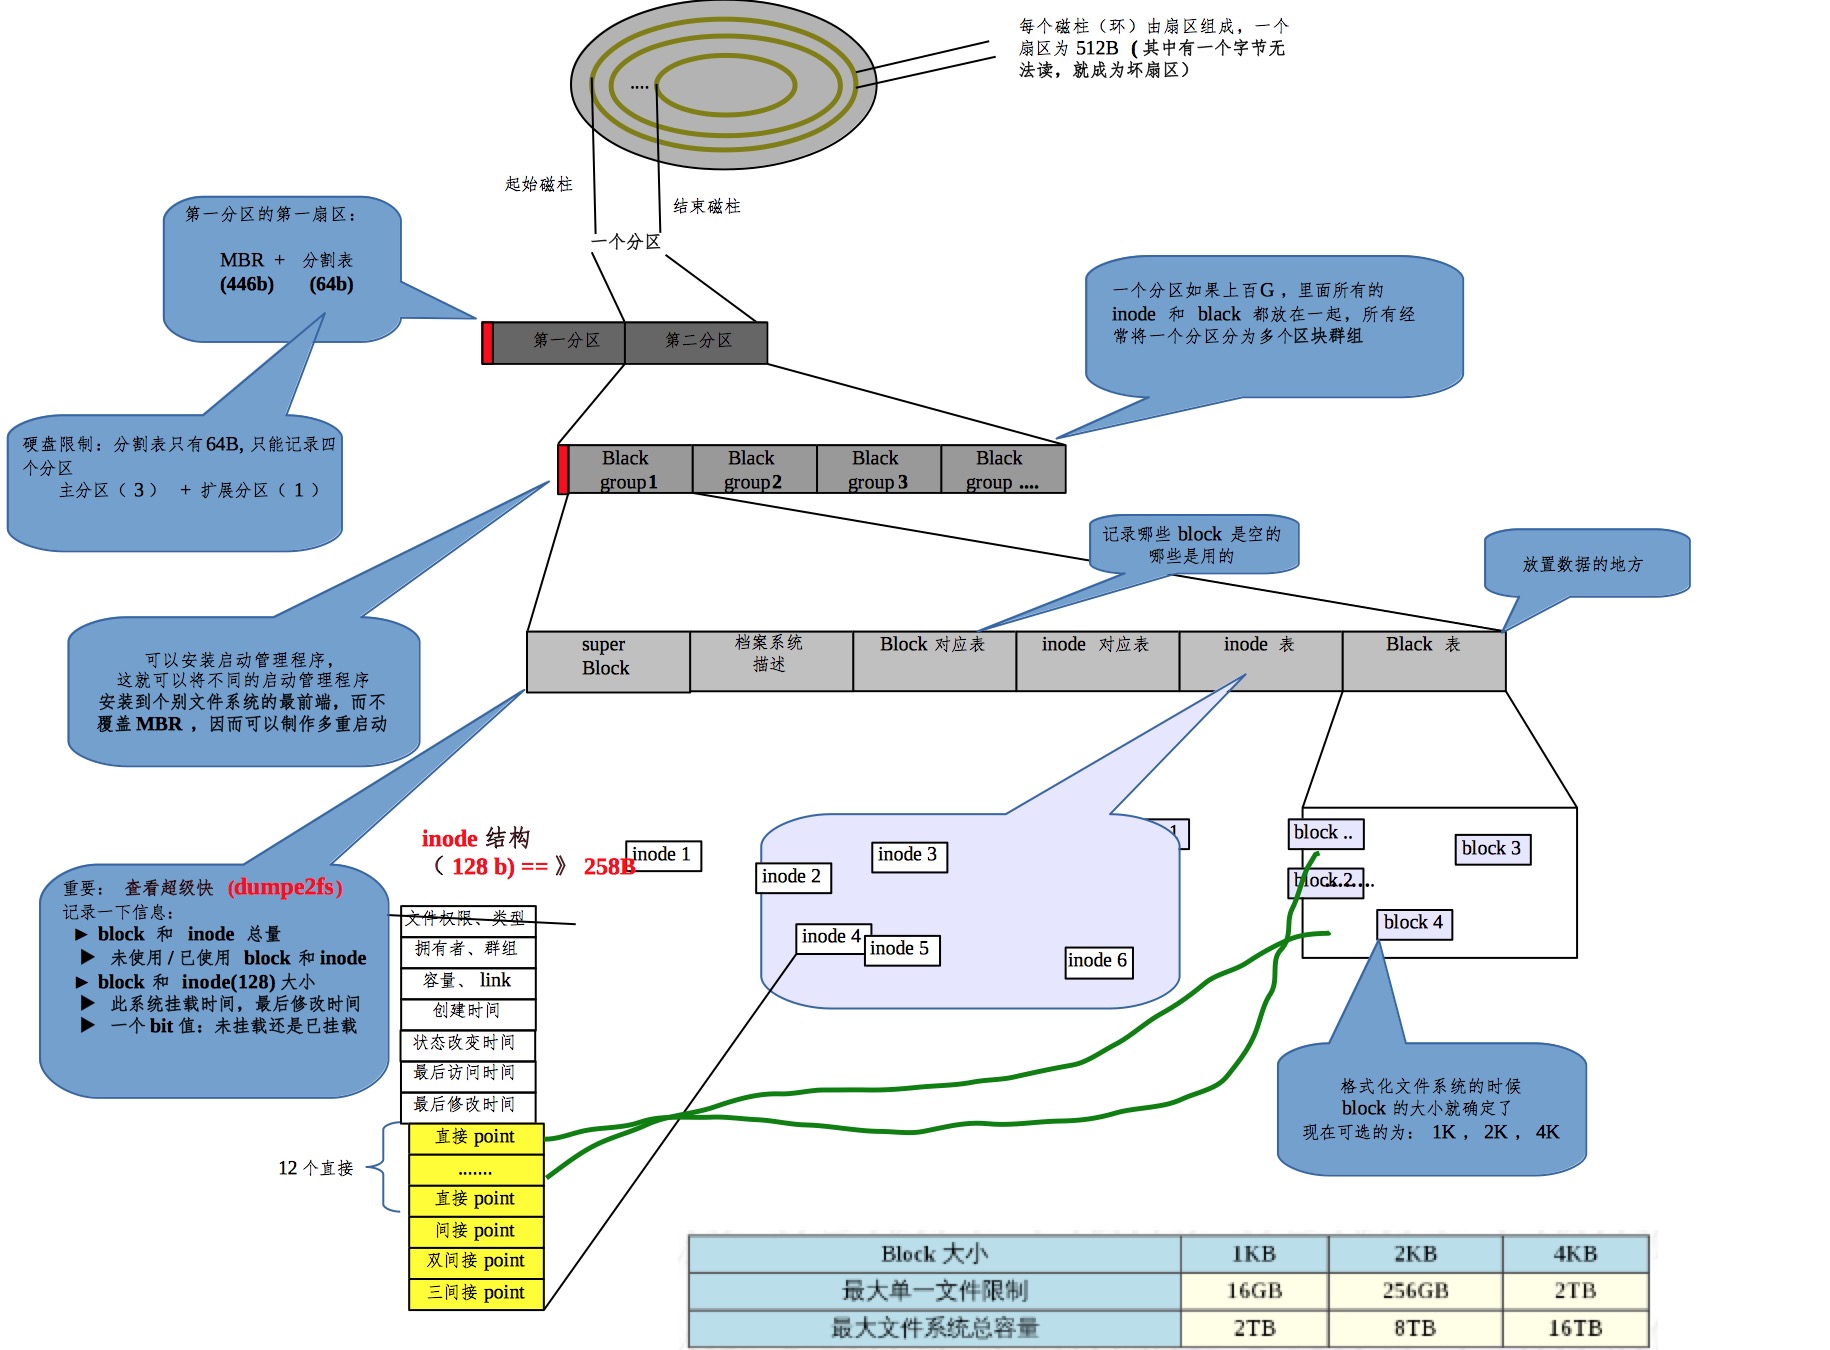 每个磁柱（环）由扇区组成，一个
扇区为 512B （其中有一个字节无
法读，就成为坏扇区）
....
起始磁柱
结束磁柱
一个分区
第一分区的第一扇区：
MBR + 分割表
(446b) (64b)
第一分区
第二分区
一个分区如果上百G，里面所有的
inode 和 black 都放在一起，所有经
常将一个分区分为多个区块群组
硬盘限制：分割表只有64B, 只能记录四
个分区
主分区（3） + 扩展分区（1）
Black
group1
Black
group2
Black
group 3
Black
group ....
记录哪些 block 是空的
哪些是用的
放置数据的地方
可以安装启动管理程序，
这就可以将不同的启动管理程序
安装到个别文件系统的最前端，而不
覆盖 MBR，因而可以制作多重启动
super
Block
档案系统
描述
Block 对应表
inode 对应表
inode 表
Black 表
inode 结构
（ 128 b) ==》 258B
inode 1
inode 2
inode 3
inode 4
inode 5
inode 6
1
block ..
block 2
........
block 3
block 4
重要： 查看超级快 (dumpe2fs)
记录一下信息：
► block 和 inode 总量
► 未使用 / 已使用 block 和 inode
► block 和 inode(128) 大小
► 此系统挂载时间，最后修改时间
► 一个 bit 值：未挂载还是已挂载
文件权限、类型
拥有者、群组
容量、 link
创建时间
状态改变时间
最后访问时间
最后修改时间
12 个直接
直接 point
.......
直接 point
间接 point
双间接 point
三间接 point
格式化文件系统的时候
block 的大小就确定了
现在可选的为： 1K， 2K， 4K
Block 大小 1KB 2KB 4KB
最大单一文件限制 16GB 256GB 2TB
最大文件系统总容量 2TB 8TB 16TB